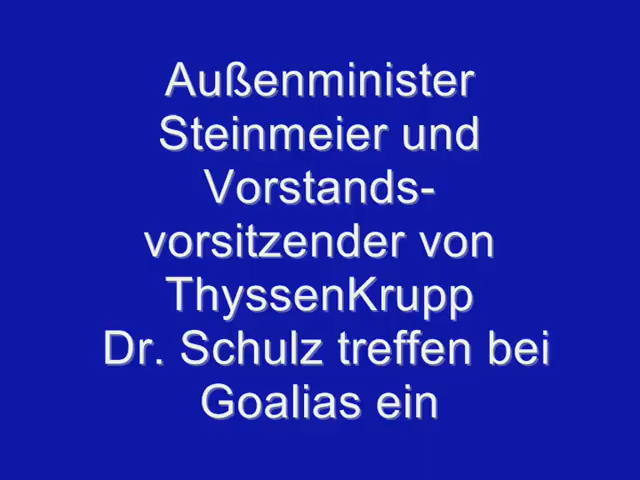 Außenminister
Steinmeier und
Vorstands-
vorsitzender von
ThyssenKrupp
Dr. Schulz treffen bei
Goalias ein